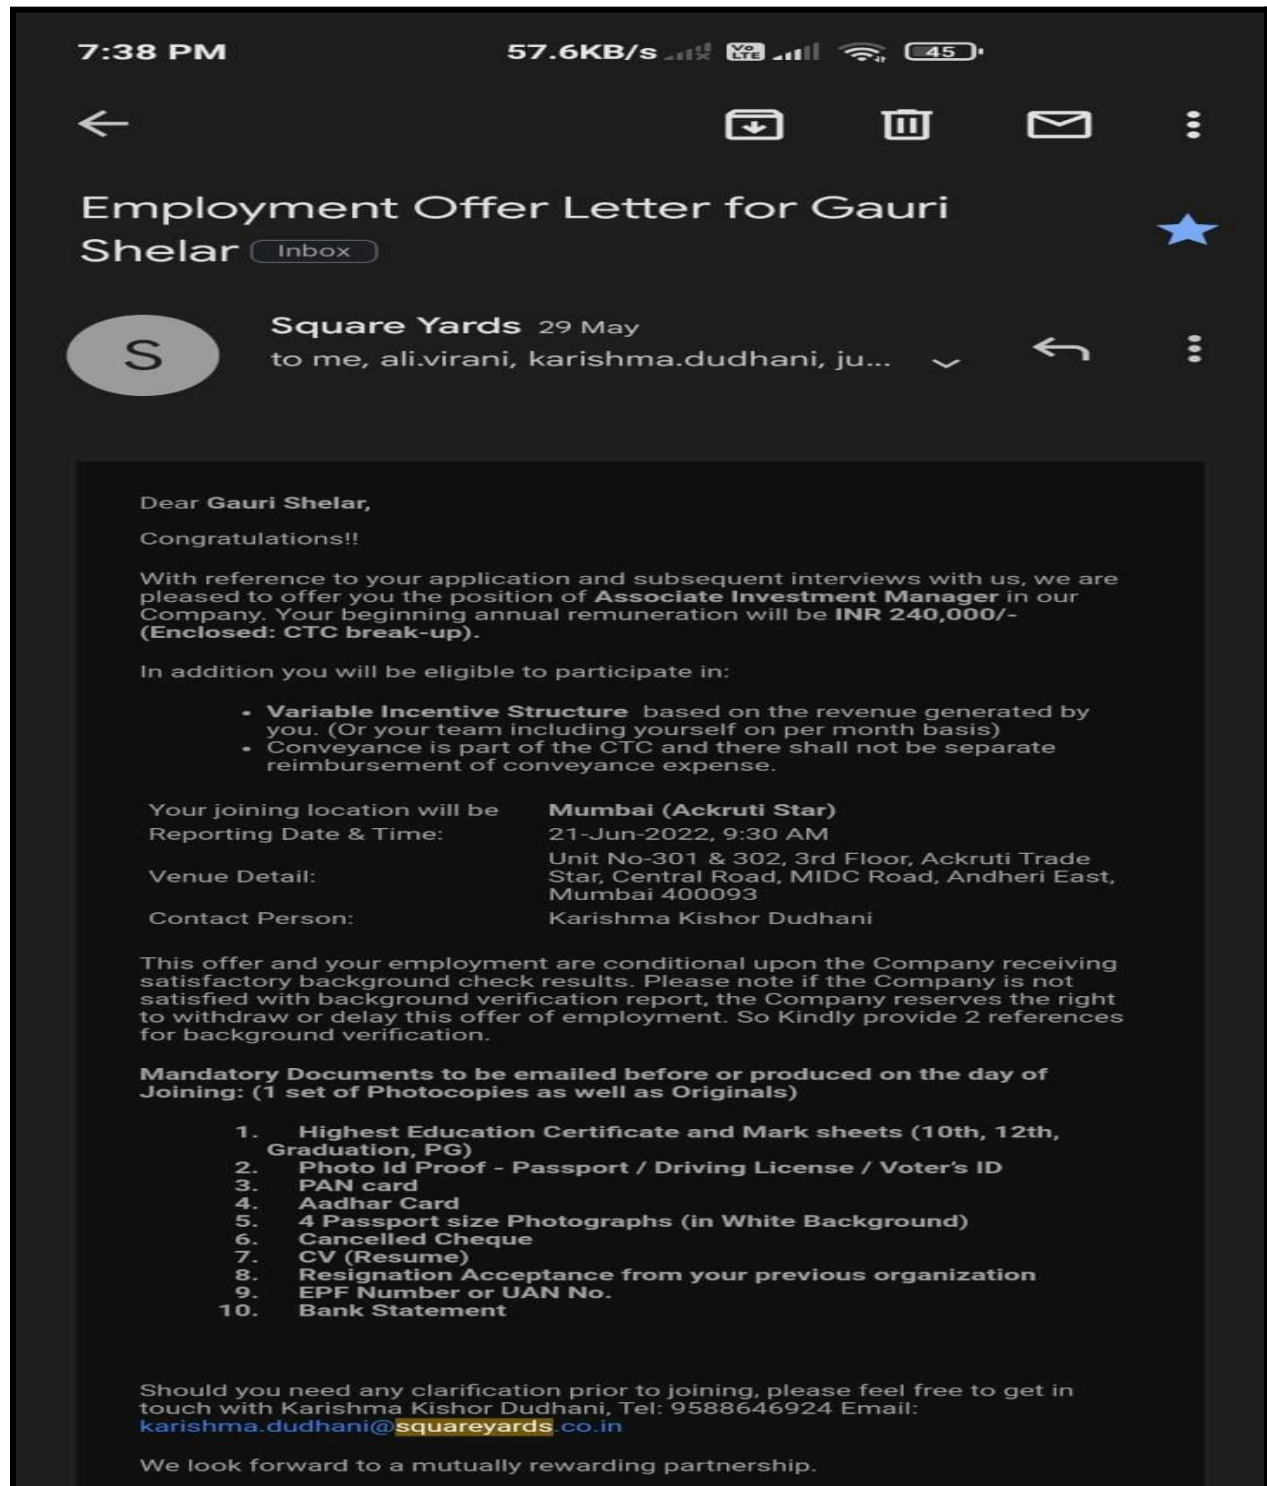 7:38 PM 57.6KB/s Vo LTE 45
Employment Offer Letter for Gauri
Shelar Inbox
S
Square Yards 29 May
to me, ali.virani, karishma.dudhani, ju...
Dear Gauri Shelar,
Congratulations!!
With reference to your application and subsequent interviews with us, we are
pleased to offer you the position of Associate Investment Manager in our
Company. Your beginning annual remuneration will be INR 240,000/-
(Enclosed: CTC break-up).
In addition you will be eligible to participate in:
• Variable Incentive Structure based on the revenue generated by
you. (Or your team including yourself on per month basis)
• Conveyance is part of the CTC and there shall not be separate
reimbursement of conveyance expense.
Your joining location will be Mumbai (Ackruti Star)
Reporting Date & Time: 21-Jun-2022, 9:30 AM
Unit No-301 & 302, 3rd Floor, Ackruti Trade
Venue Detail: Star, Central Road, MIDC Road, Andheri East,
Mumbai 400093
Contact Person: Karishma Kishor Dudhani
This offer and your employment are conditional upon the Company receiving
satisfactory background check results. Please note if the Company is not
satisfied with background verification report, the Company reserves the right
to withdraw or delay this offer of employment. So Kindly provide 2 references
for background verification.
Mandatory Documents to be emailed before or produced on the day of
Joining: (1 set of Photocopies as well as Originals)
1. Highest Education Certificate and Mark sheets (10th, 12th,
Graduation, PG)
2. Photo Id Proof - Passport / Driving License / Voter's ID
3. PAN card
4. Aadhar Card
5. 4 Passport size Photographs (in White Background)
6. Cancelled Cheque
7. CV (Resume)
8. Resignation Acceptance from your previous organization
9. EPF Number or UAN No.
10. Bank Statement
Should you need any clarification prior to joining, please feel free to get in
touch with Karishma Kishor Dudhani, Tel: 9588646924 Email:
karishma.dudhani@squareyards.co.in
We look forward to a mutually rewarding partnership.